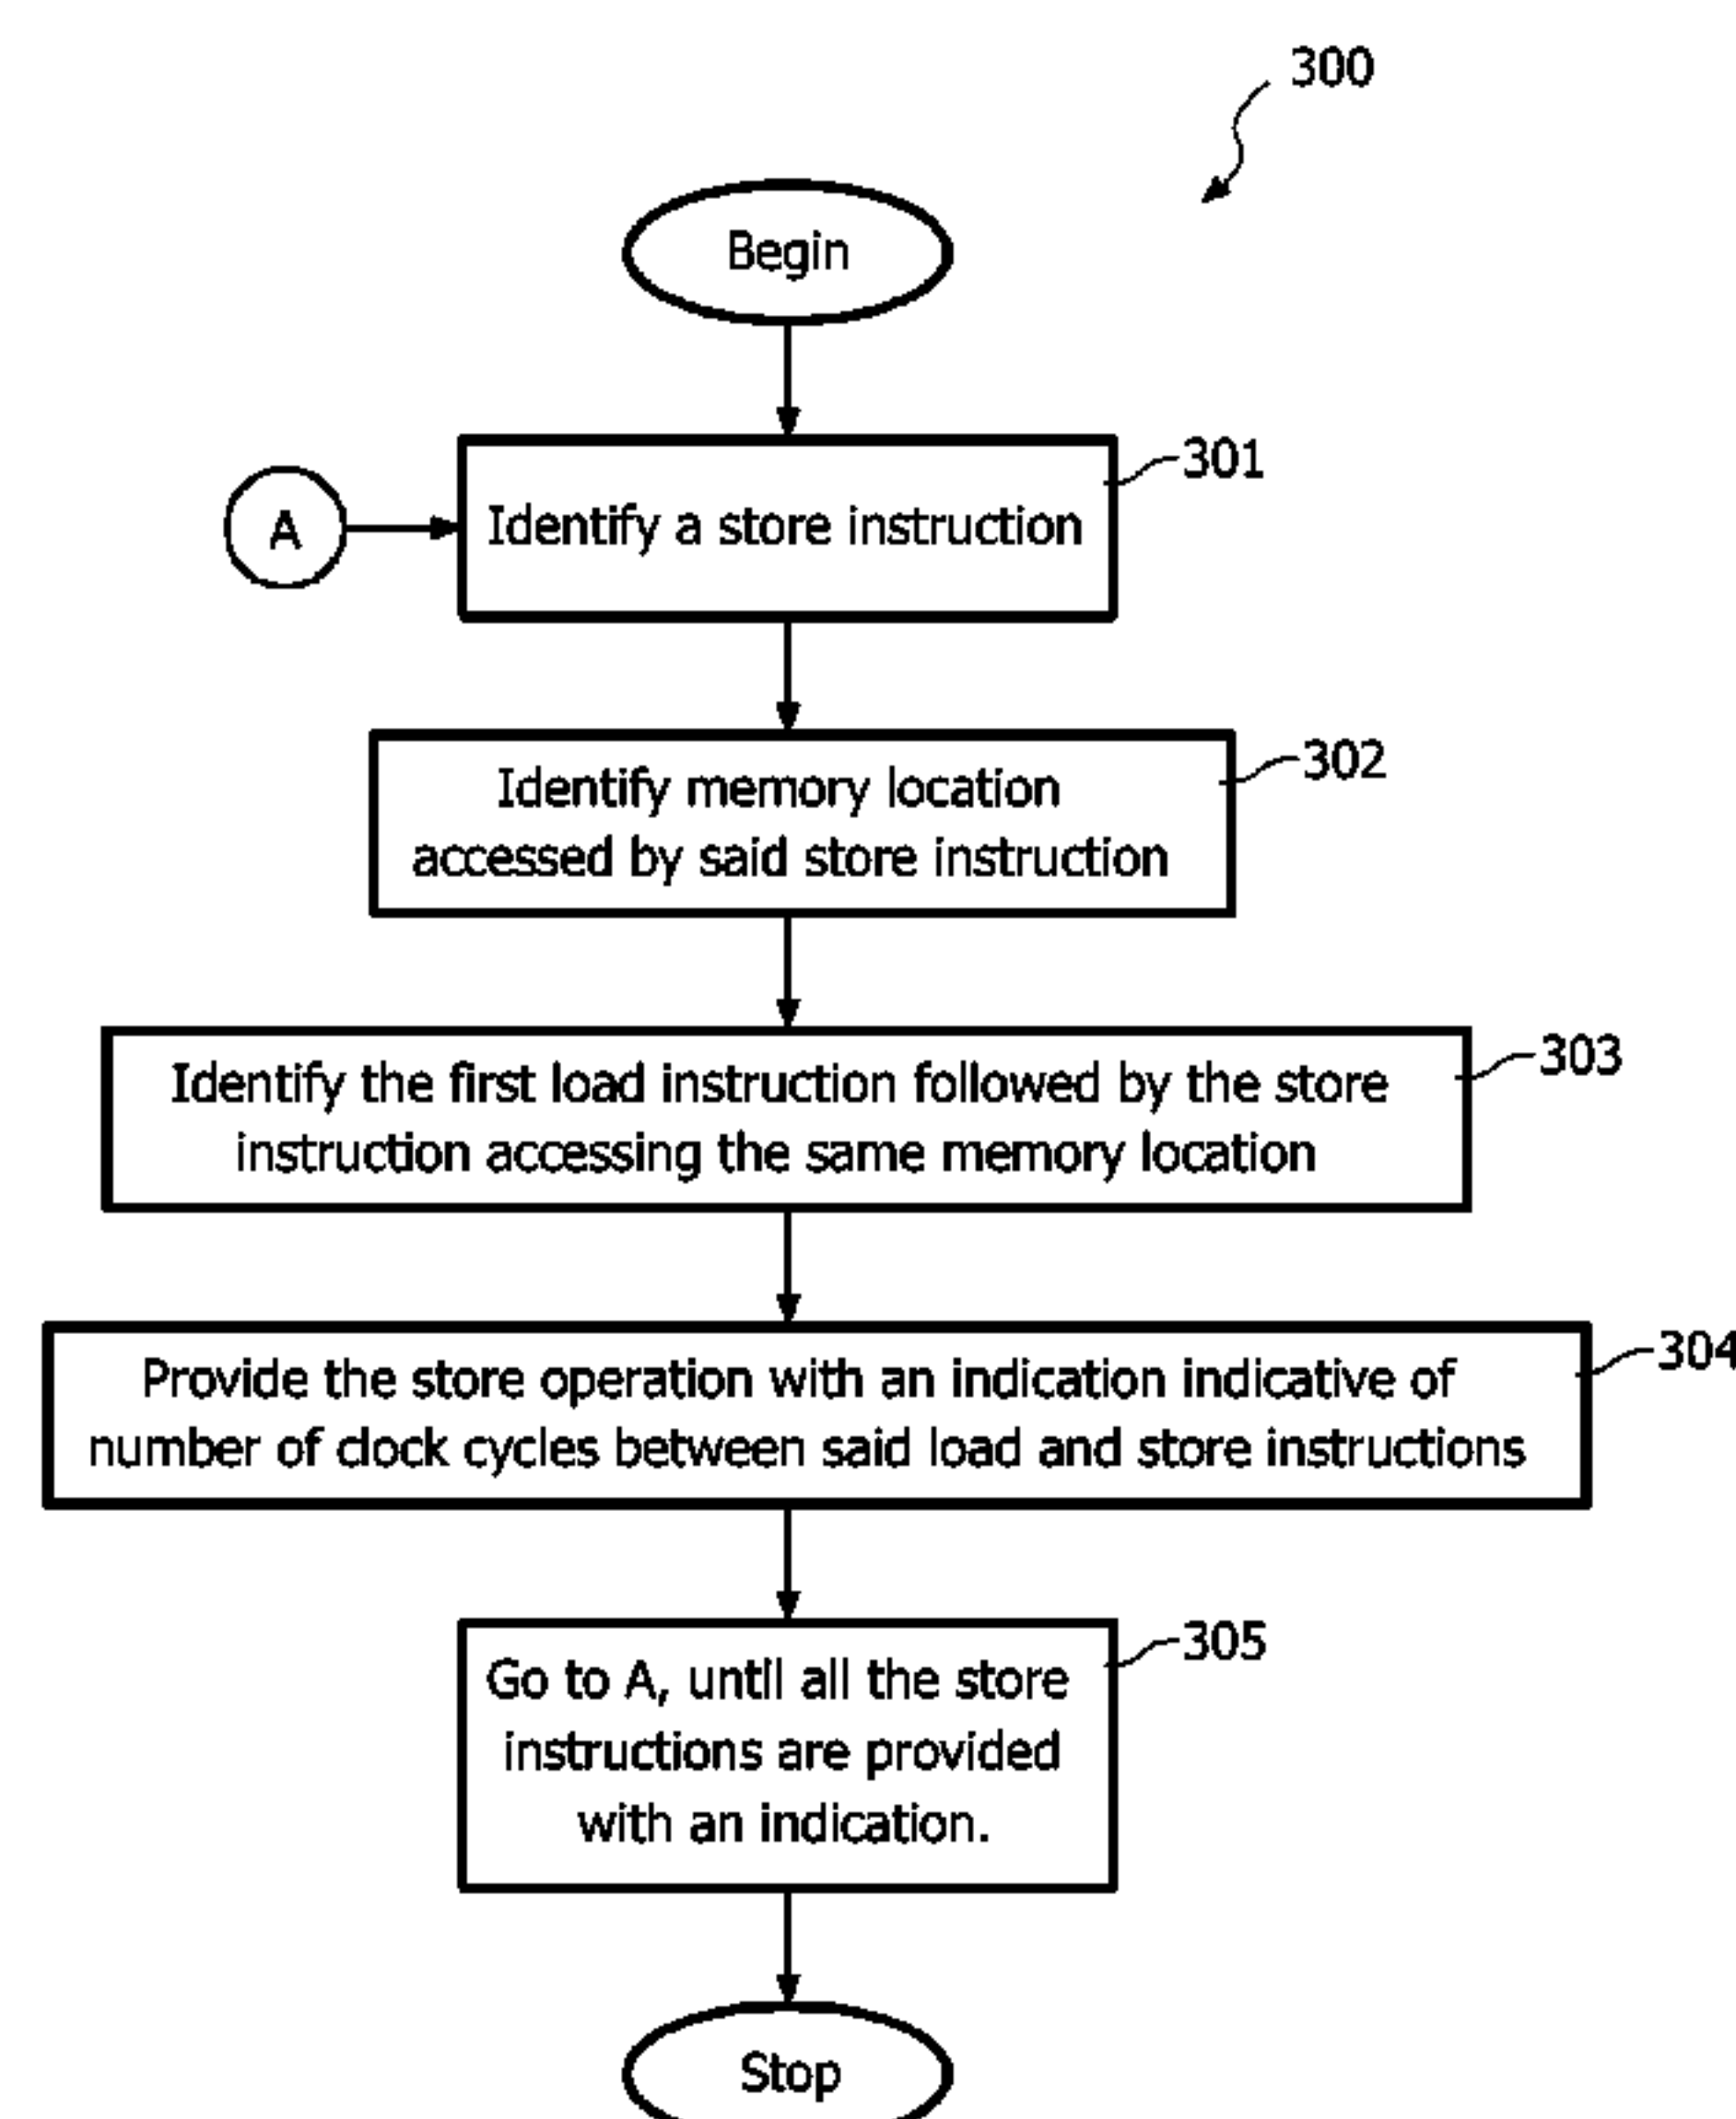 300
Begin
301
A
Identify a store instruction
302
Identify memory location
accessed by said store instruction
303
Identify the first load instruction followed by the store
instruction accessing the same memory location
304
Provide the store operation with an indication indicative of
number of clock cycles between said load and store instructions
305
Go to A, until all the store
instructions are provided
with an indication.
Stop